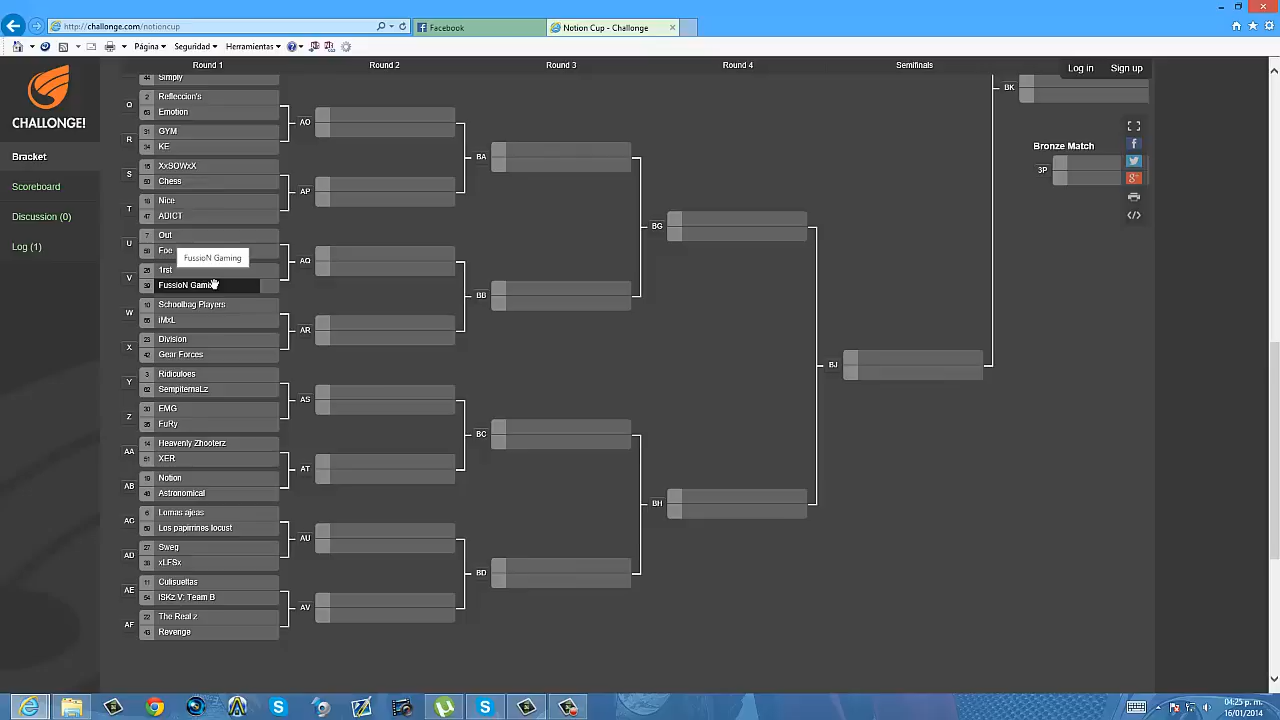 http://challonge.com/notioncup
Facebook
Notion Cup - Challonge
Página
Seguridad
Herramientas
Round 1
Round 2
Round 3
Round 4
Semifinals
Log in
Sign up
CHALLONGE!
Bracket
Scoreboard
Discussion (0)
Log (1)
44 Simply
Q
2 Refleccion's
63 Emotion
R
31 GYM
34 KE
S
15 XxSOWxX
50 Chess
T
18 Nice
47 ADICT
U
7 Out
58 Foe
FussioN Gaming
V
26 1rst
39 FussioN Gaming
W
10 Schoolbag Players
55 iMxL
X
23 Division
42 Gear Forces
Y
3 Ridiculoes
62 SempiternaLz
Z
30 EMG
35 FuRy
AA
14 Heavenly Zhooterz
51 XER
AB
19 Notion
46 Astronomical
AC
6 Lomas ajeas
59 Los papirrines locust
AD
27 Sweg
38 xLFSx
AE
11 Culisueltas
54 ISKz V: Team B
AF
22 The Real z
43 Revenge
AO
AP
AQ
AR
AS
AT
AU
AV
BA
BB
BC
BD
BG
BH
BJ
BK
Bronze Match
3P
04:25 p.m.
16/01/2014